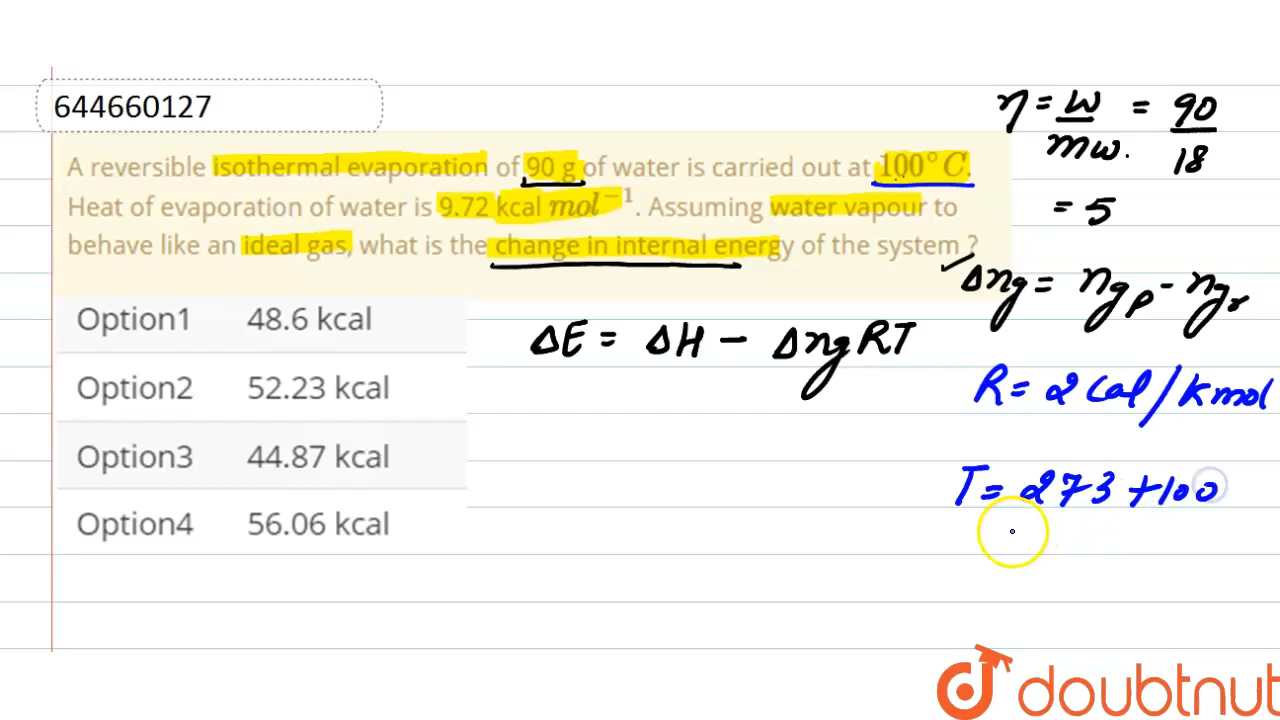 644660127
A reversible isothermal evaporation of 90 g of water is carried out at 100° C.
Heat of evaporation of water is 9.72 kcal mol⁻¹. Assuming water vapour to
behave like an ideal gas, what is the change in internal energy of the system ?
Option1 48.6 kcal
Option2 52.23 kcal
Option3 44.87 kcal
Option4 56.06 kcal
ΔE = ΔH - ΔngRT
η = w/mw. = 90/18
= 5
✓Δng = ngp - ngr
R = 2 Cal/K mol
T = 273 + 100
doubtnut